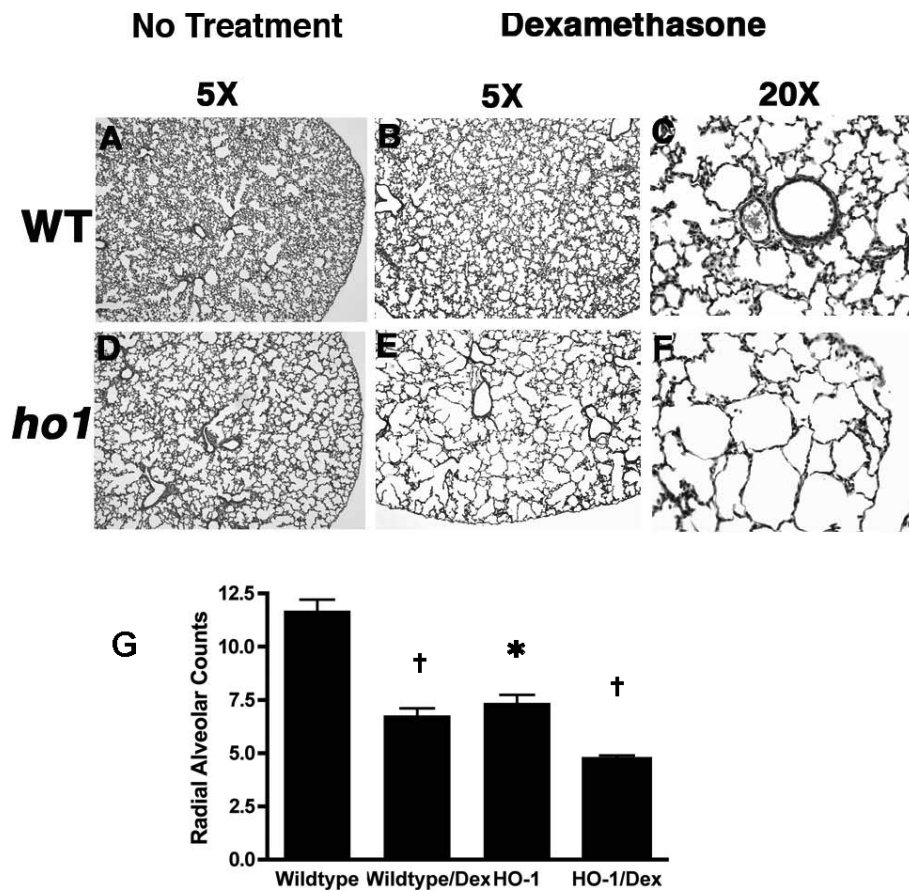 No Treatment Dexamethasone
5X 5X 20X
WT A B C
ho1 D E F
G
Radial Alveolar Counts
12.5
10.0
7.5
5.0
2.5
0.0
† * †
Wildtype Wildtype/Dex HO-1 HO-1/Dex